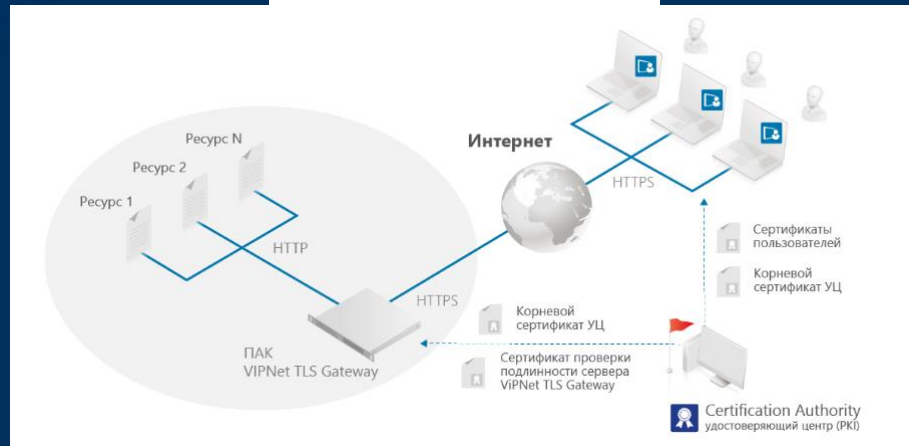 Ресурс N
Ресурс 2
Ресурс 1
HTTP
ПАК
ViPNet TLS Gateway
HTTPS
Интернет
HTTPS
Сертификаты
пользователей
Корневой
сертификат УЦ
Корневой
сертификат УЦ
Сертификат проверки
подлинности сервера
ViPNet TLS Gateway
Certification Authority
удостоверяющий центр (PKI)